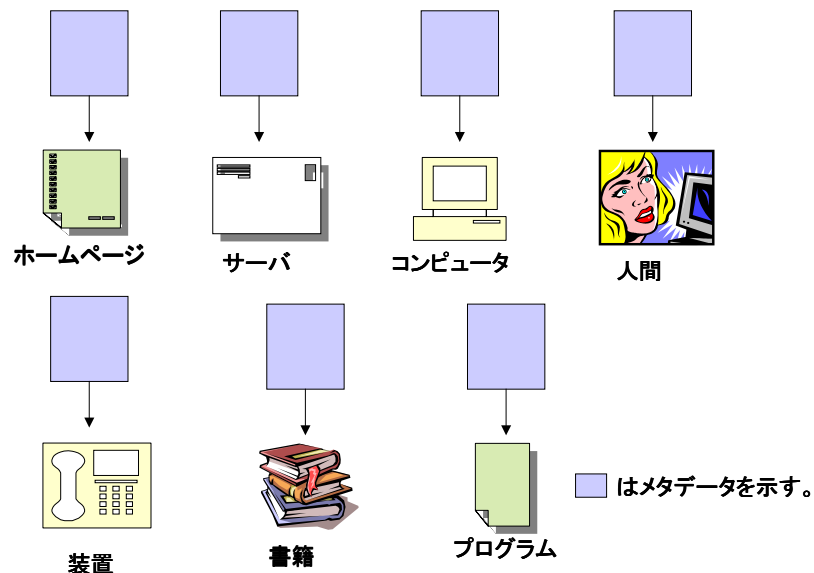 ホームページ
サーバ
コンピュータ
人間
装置
書籍
プログラム
はメタデータを示す。